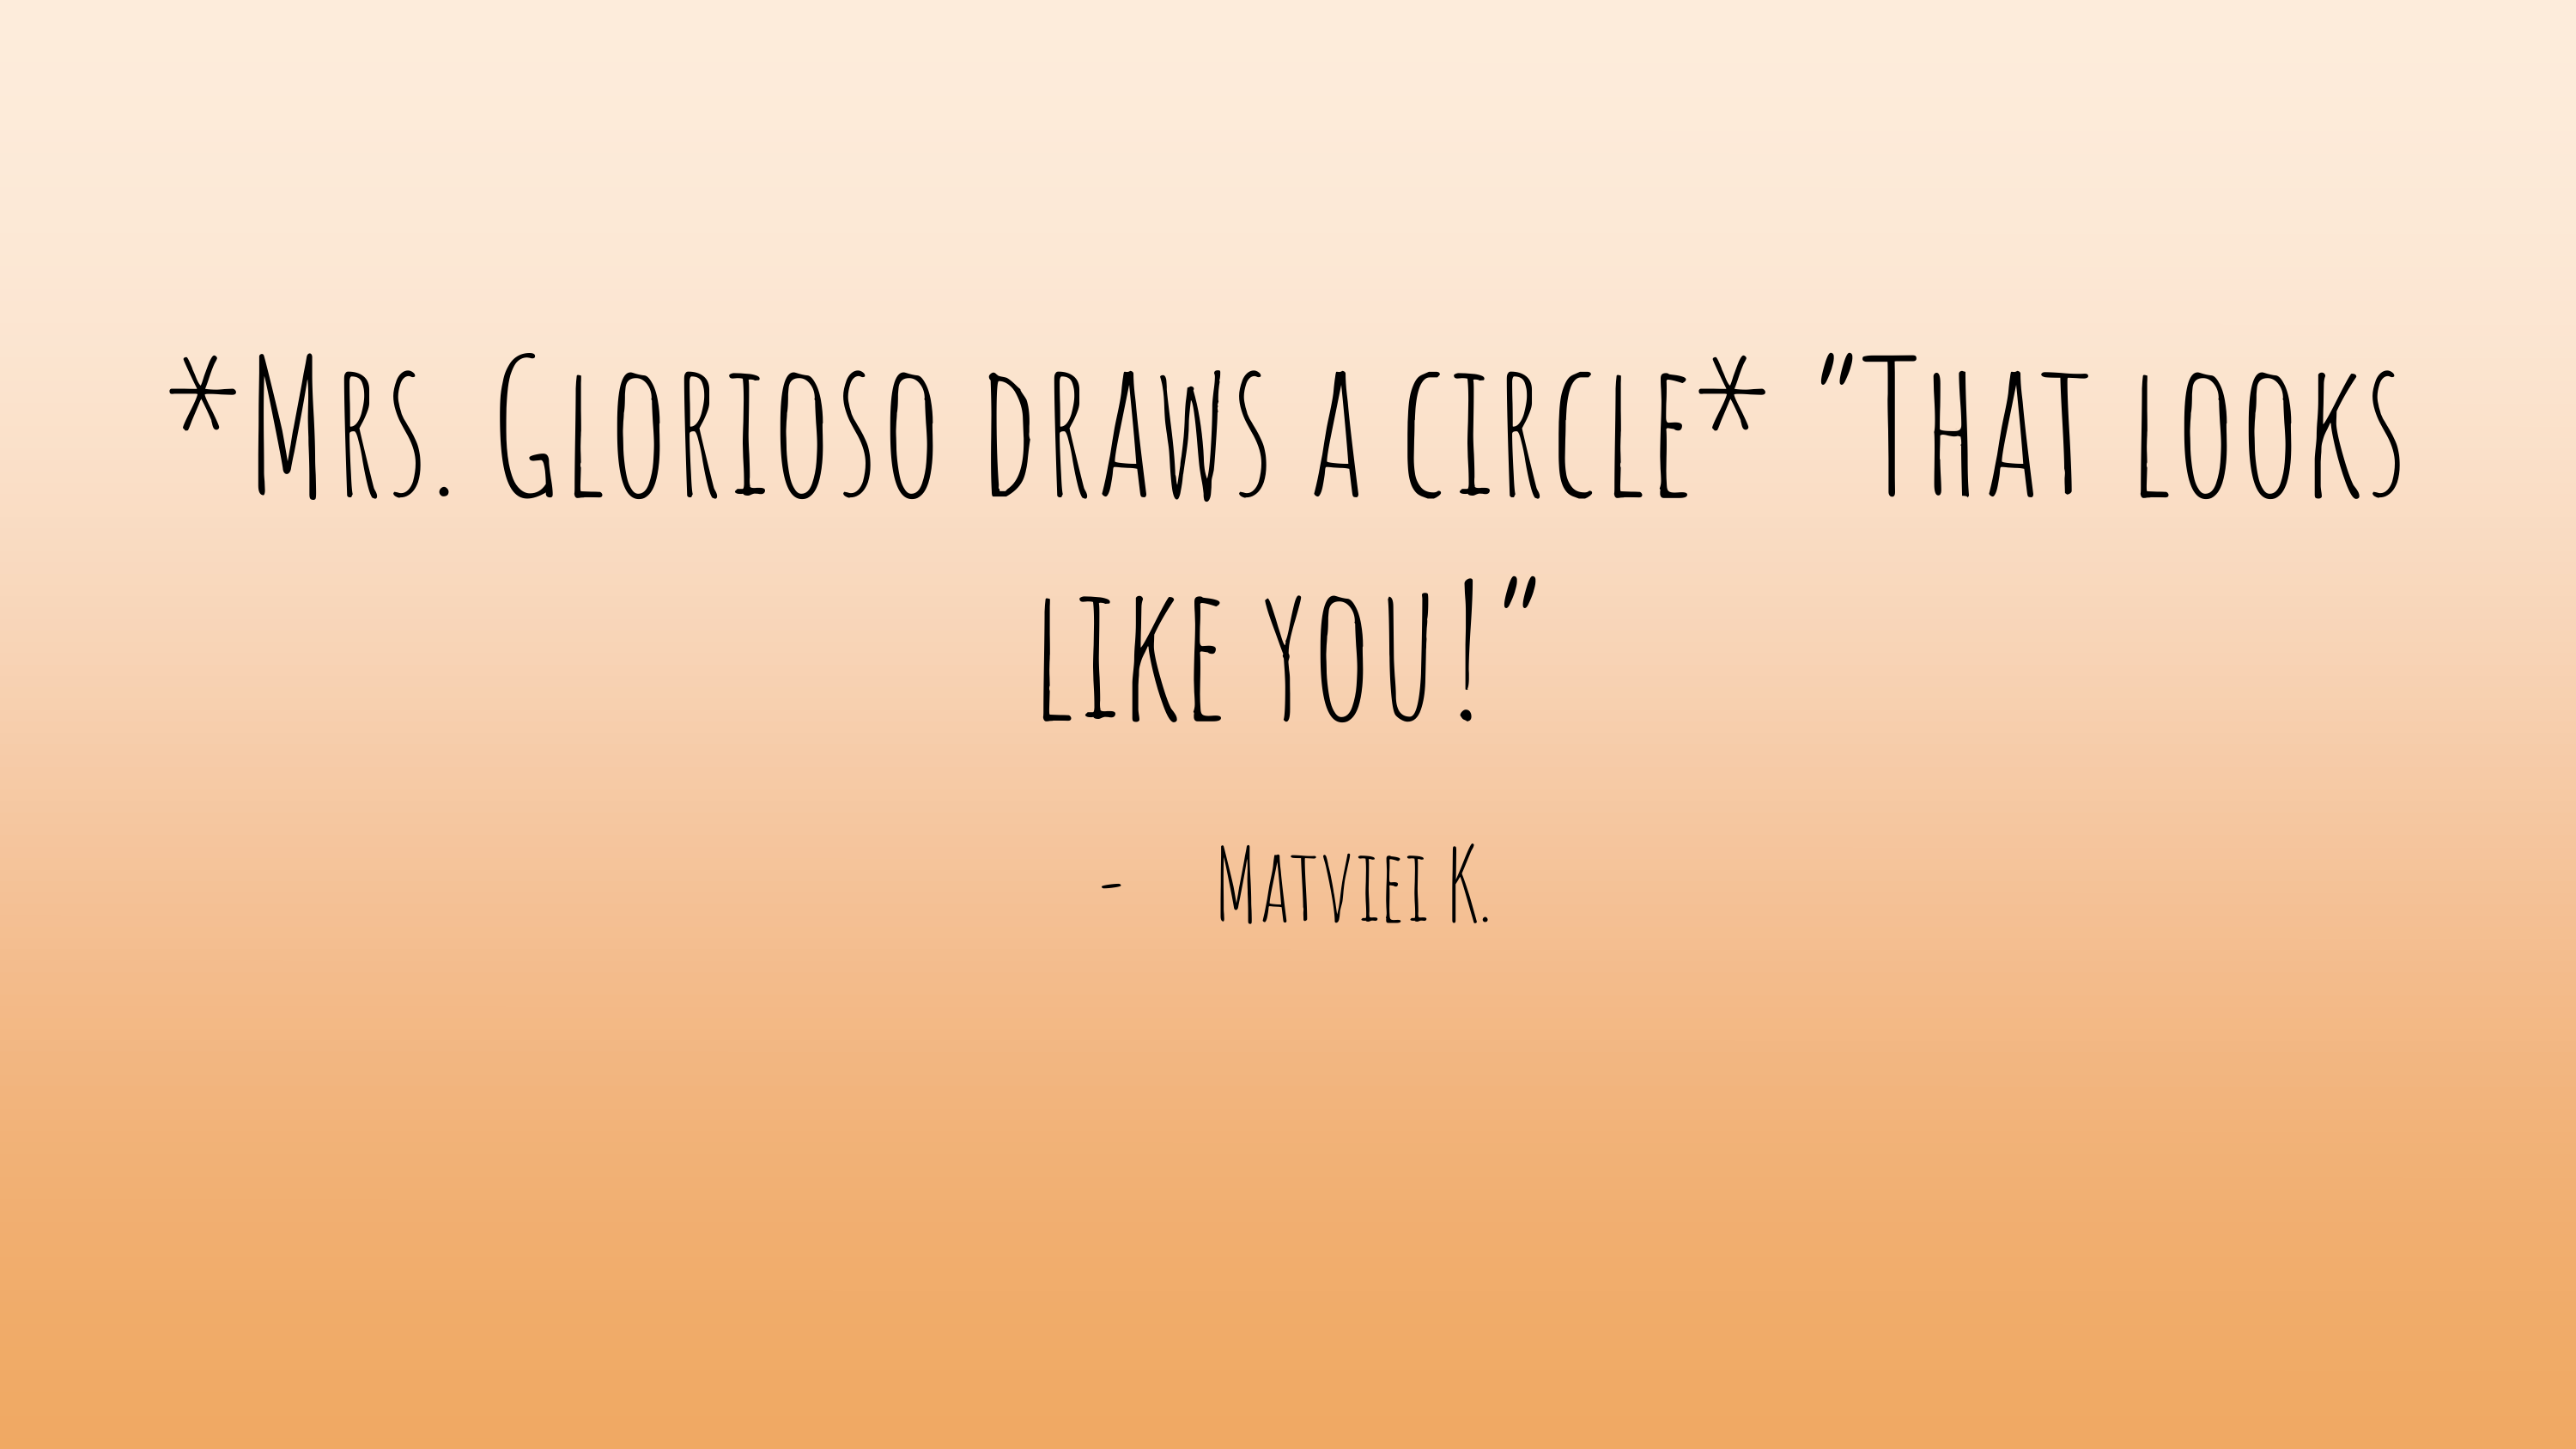 *Mrs. Glorioso draws a circle* "That looks
like you!"
- Matviei K.